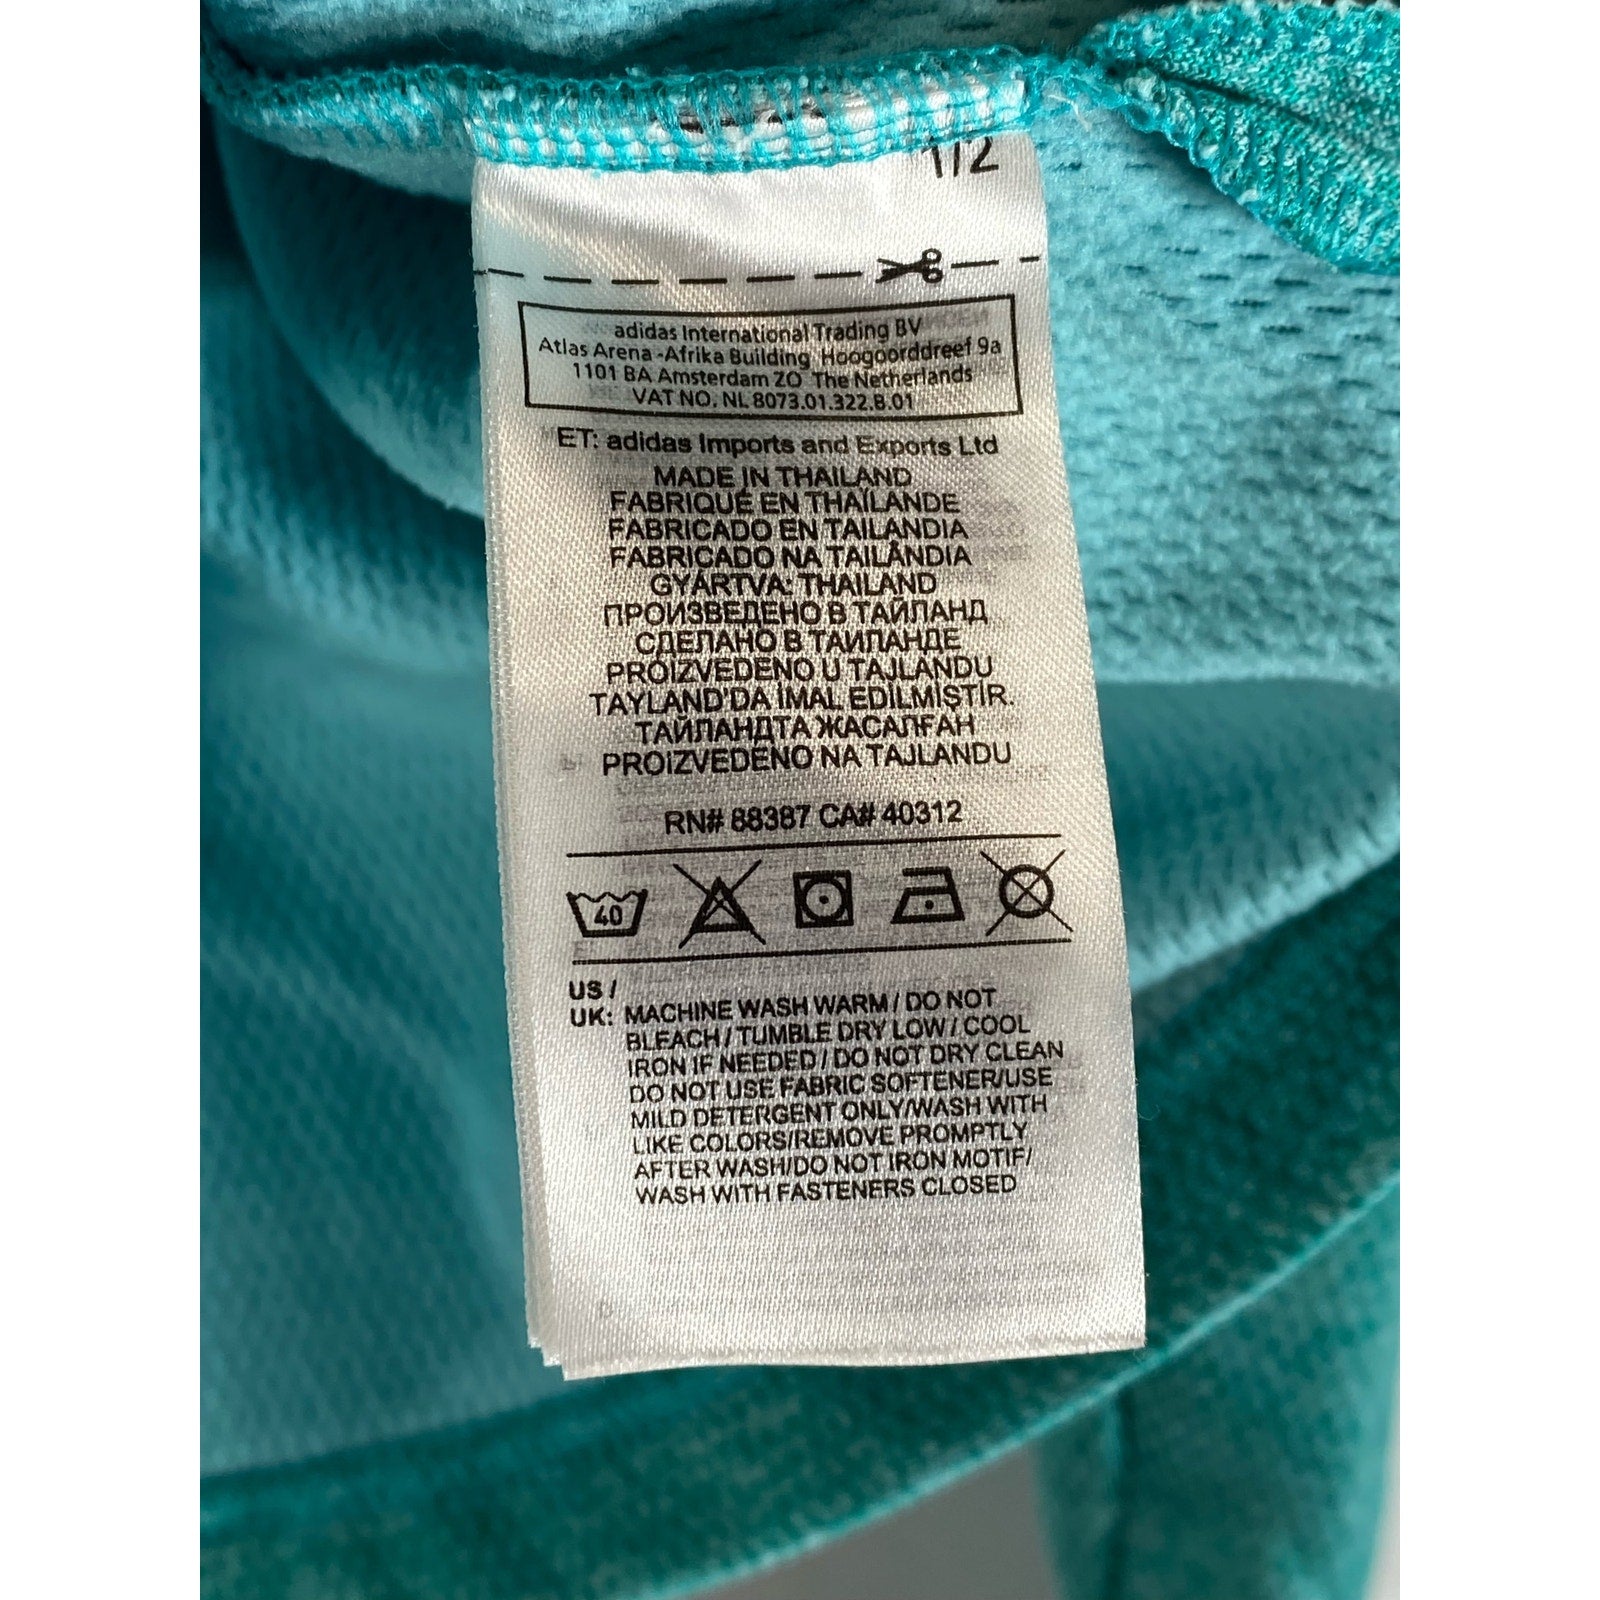 1/2
adidas International Trading BV
Atlas Arena - Afrika Building Hoogoorddreef 9a
1101 BA Amsterdam ZO The Netherlands
VAT NO. NL 8073.01.322.B.01
ET: adidas Imports and Exports Ltd
MADE IN THAILAND
FABRIQUÉ EN THAÏLANDE
FABRICADO EN TAILANDIA
FABRICADO NA TAILÂNDIA
GYÁRTVA: THAILAND
ПРОИЗВЕДЕНО В ТАЙЛАНД
СДЕЛАНО В ТАИЛАНДЕ
PROIZVEDENO U TAJLANDU
TAYLAND'DA İMAL EDİLMİŞTİR.
ТАЙЛАНДТА ЖАСАЛҒАН
PROIZVEDENO NA TAJLANDU
RN# 88387 CA# 40312
40
US /
UK: MACHINE WASH WARM / DO NOT
BLEACH / TUMBLE DRY LOW / COOL
IRON IF NEEDED / DO NOT DRY CLEAN
DO NOT USE FABRIC SOFTENER/USE
MILD DETERGENT ONLY/WASH WITH
LIKE COLORS/REMOVE PROMPTLY
AFTER WASH/DO NOT IRON MOTIF/
WASH WITH FASTENERS CLOSED